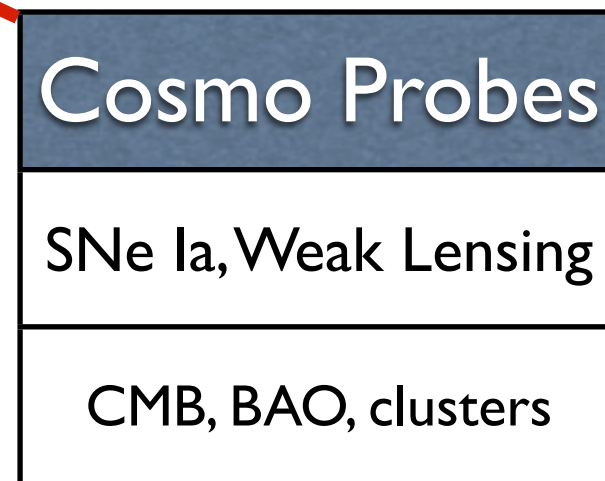 Cosmo Probes
SNe Ia, Weak Lensing
CMB, BAO, clusters